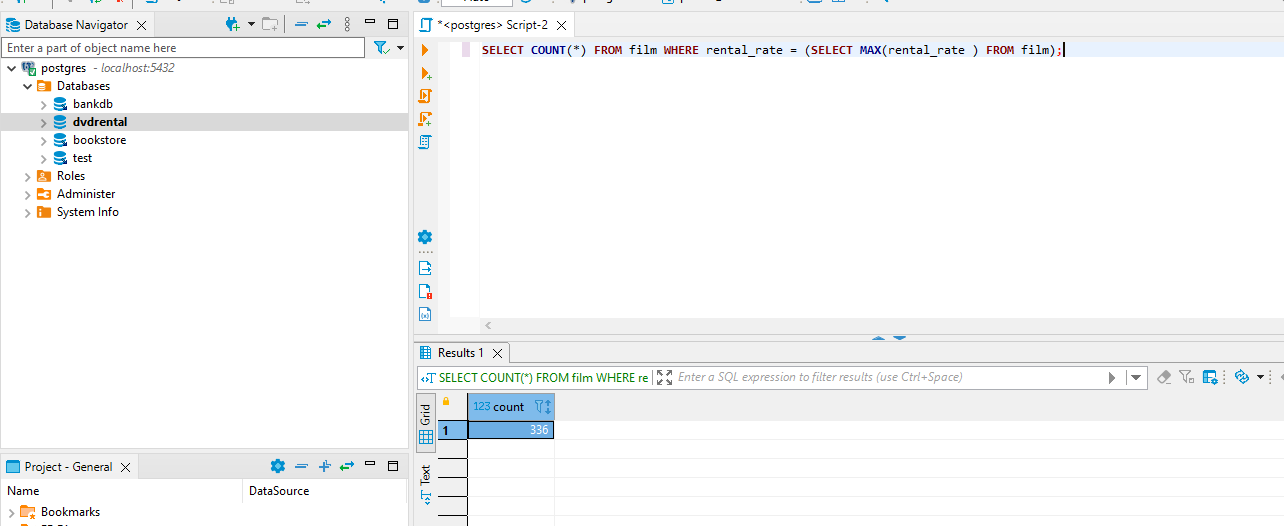 Database Navigator
*<postgres> Script-2
Enter a part of object name here
SELECT COUNT(*) FROM film WHERE rental_rate = (SELECT MAX(rental_rate ) FROM film);
postgres - localhost:5432
Databases
bankdb
dvdrental
bookstore
test
Roles
Administer
System Info
Results 1
SELECT COUNT(*) FROM film WHERE re
Enter a SQL expression to filter results (use Ctrl+Space)
Grid
123 count
1 336
Text
Project - General
Name DataSource
Bookmarks